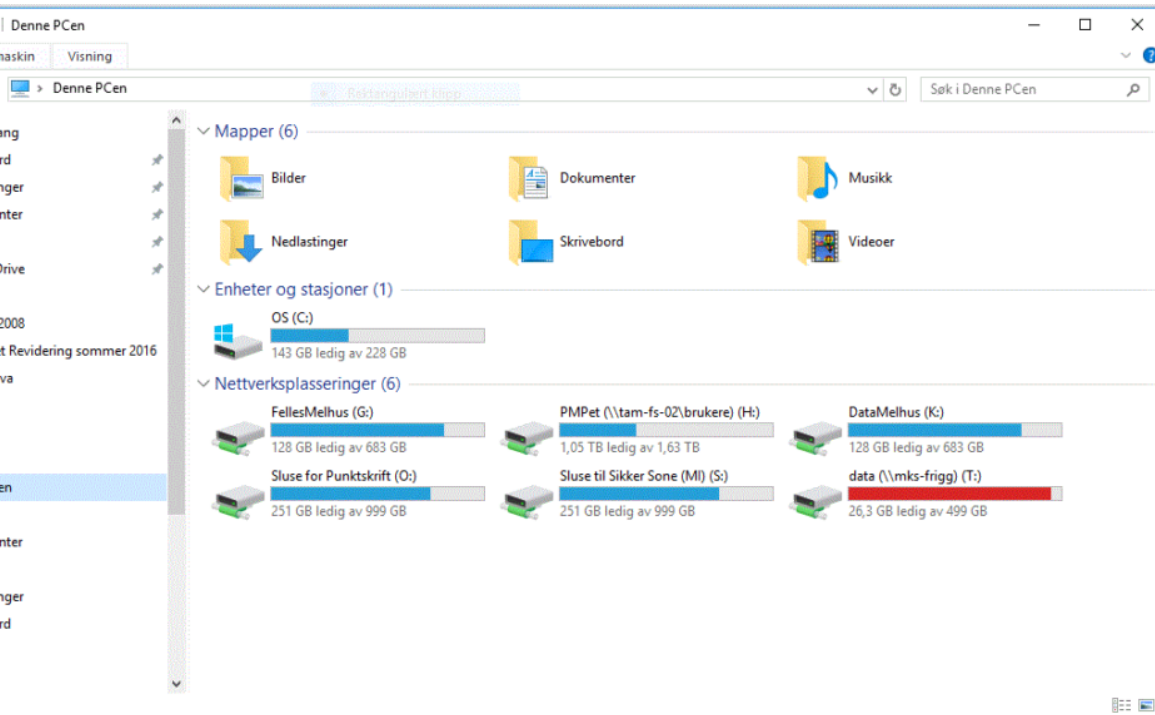 Denne PCen
naskin Visning
Denne PCen
Rektangulært klipp
Søk i Denne PCen
ang
rd
nger
nter
Drive
2008
t Revidering sommer 2016
va
en
nter
nger
rd
Mapper (6)
Bilder Dokumenter Musikk
Nedlastinger Skrivebord Videoer
Enheter og stasjoner (1)
OS (C:)
143 GB ledig av 228 GB
Nettverksplasseringer (6)
FellesMelhus (G:) PMPet (\\tam-fs-02\brukere) (H:) DataMelhus (K:)
128 GB ledig av 683 GB 1,05 TB ledig av 1,63 TB 128 GB ledig av 683 GB
Sluse for Punktskrift (O:) Sluse til Sikker Sone (MI) (S:) data (\\mks-frigg) (T:)
251 GB ledig av 999 GB 251 GB ledig av 999 GB 26,3 GB ledig av 499 GB